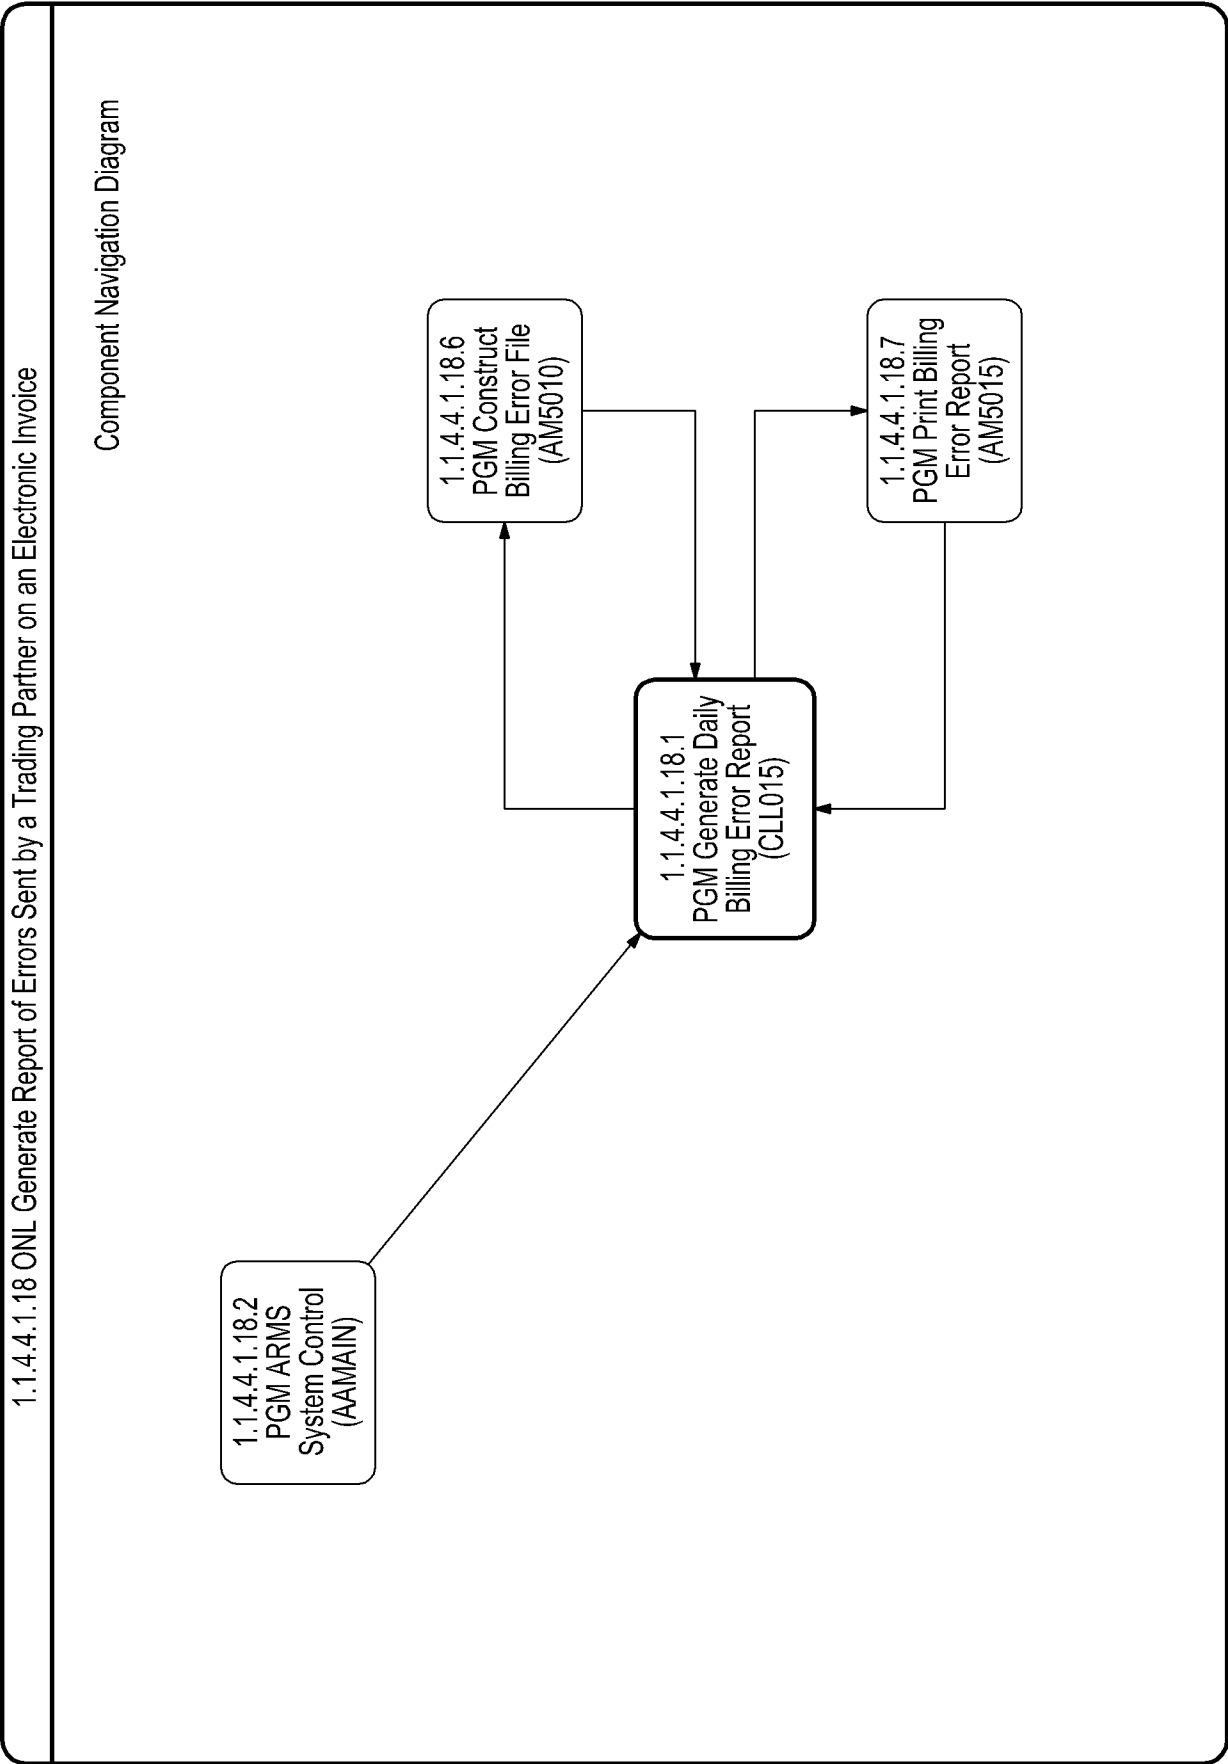 1.1.4.4.1.18 ONL Generate Report of Errors Sent by a Trading Partner on an Electronic Invoice
Component Navigation Diagram
1.1.4.4.1.18.2
PGM ARMS
System Control
(AAMAIN)
1.1.4.4.1.18.1
PGM Generate Daily
Billing Error Report
(CLL015)
1.1.4.4.1.18.6
PGM Construct
Billing Error File
(AM5010)
1.1.4.4.1.18.7
PGM Print Billing
Error Report
(AM5015)